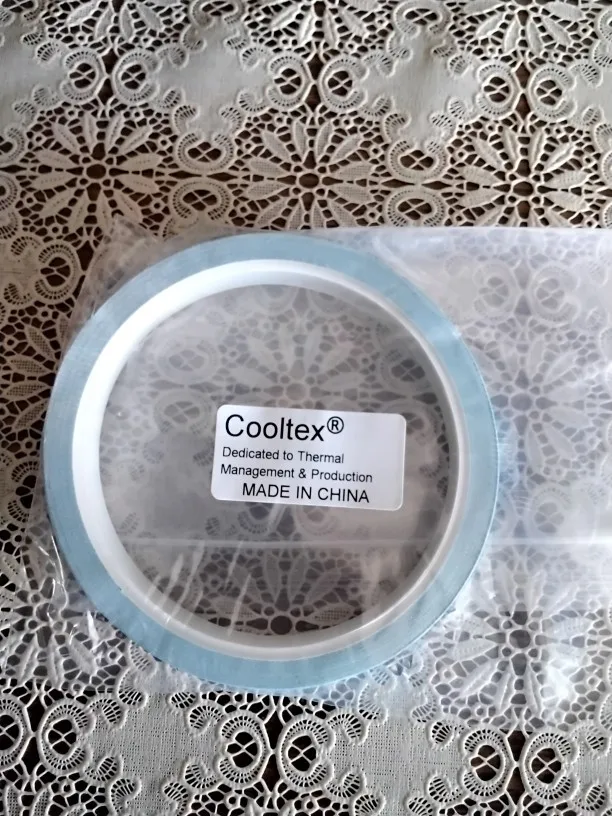 Cooltex®
Dedicated to Thermal
Management & Production
MADE IN CHINA